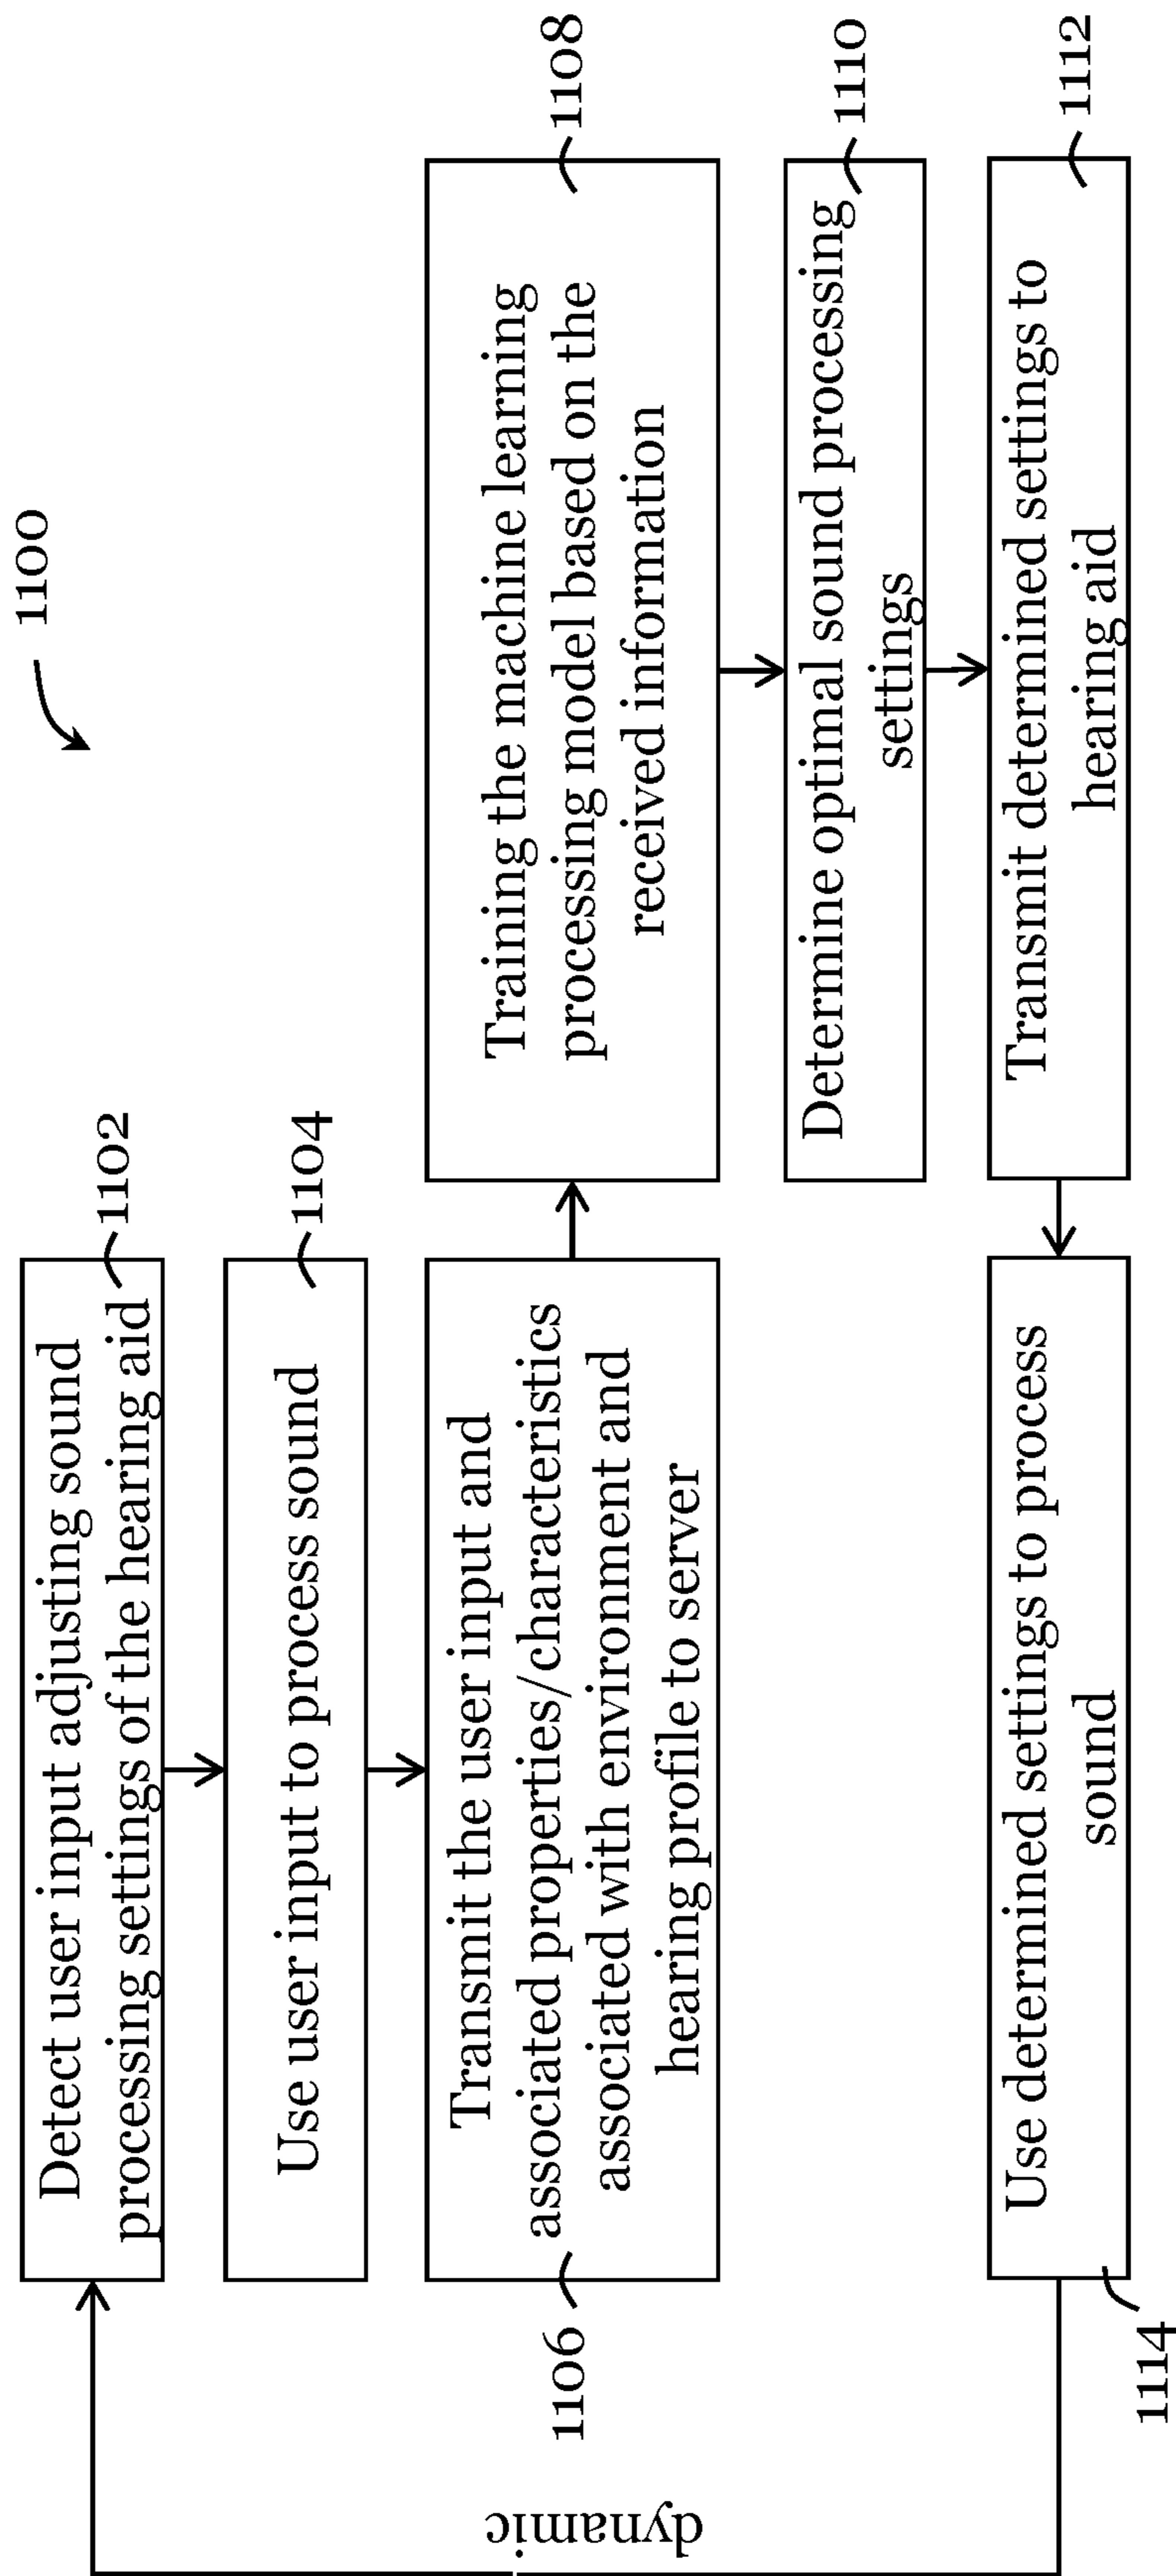 1100
Detect user input adjusting sound
processing settings of the hearing aid
1102
Use user input to process sound
1104
Transmit the user input and
associated properties/characteristics
associated with environment and
hearing profile to server
1106
Training the machine learning
processing model based on the
received information
1108
Determine optimal sound processing
settings
1110
Transmit determined settings to
hearing aid
1112
Use determined settings to process
sound
1114
dynamic